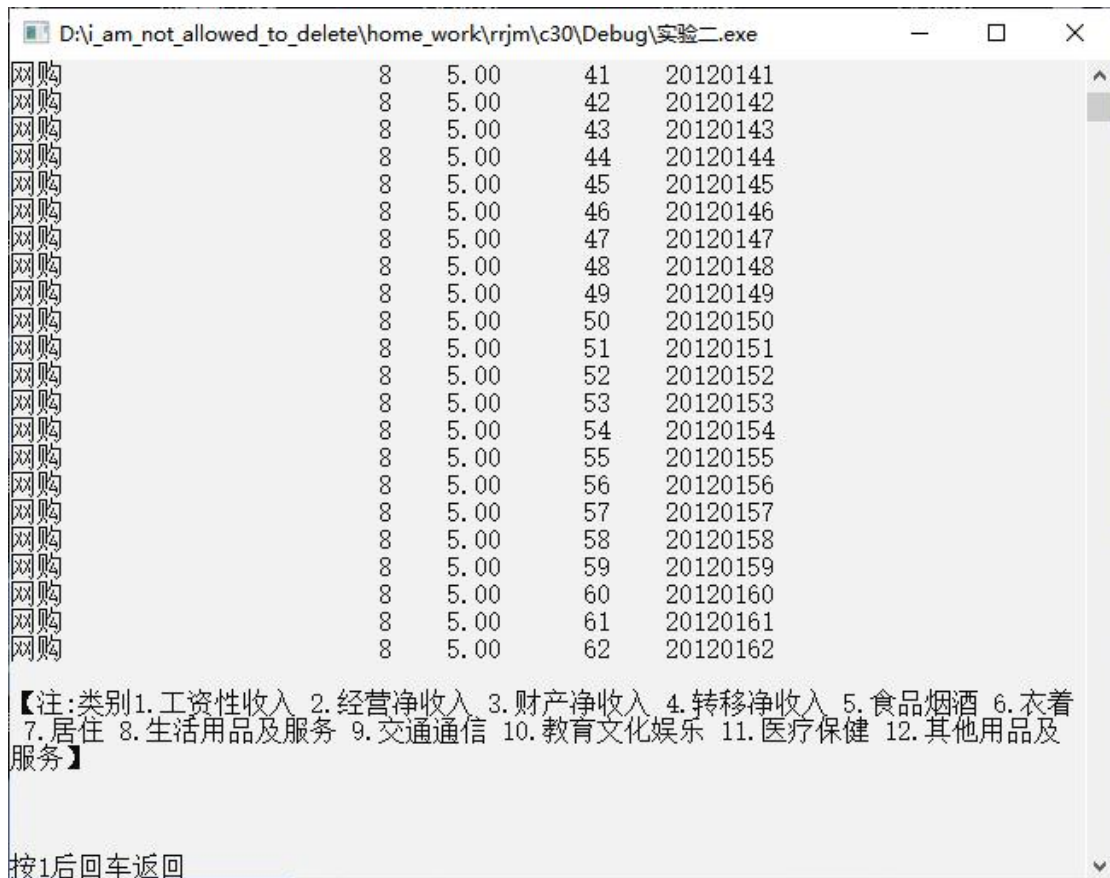 D:\i_am_not_allowed_to_delete\home_work\rrjm\c30\Debug\实验二.exe
网购 8 5.00 41 20120141
网购 8 5.00 42 20120142
网购 8 5.00 43 20120143
网购 8 5.00 44 20120144
网购 8 5.00 45 20120145
网购 8 5.00 46 20120146
网购 8 5.00 47 20120147
网购 8 5.00 48 20120148
网购 8 5.00 49 20120149
网购 8 5.00 50 20120150
网购 8 5.00 51 20120151
网购 8 5.00 52 20120152
网购 8 5.00 53 20120153
网购 8 5.00 54 20120154
网购 8 5.00 55 20120155
网购 8 5.00 56 20120156
网购 8 5.00 57 20120157
网购 8 5.00 58 20120158
网购 8 5.00 59 20120159
网购 8 5.00 60 20120160
网购 8 5.00 61 20120161
网购 8 5.00 62 20120162
【注:类别1.工资性收入 2.经营净收入 3.财产净收入 4.转移净收入 5.食品烟酒 6.衣着
7.居住 8.生活用品及服务 9.交通通信 10.教育文化娱乐 11.医疗保健 12.其他用品及
服务】
按1后回车返回